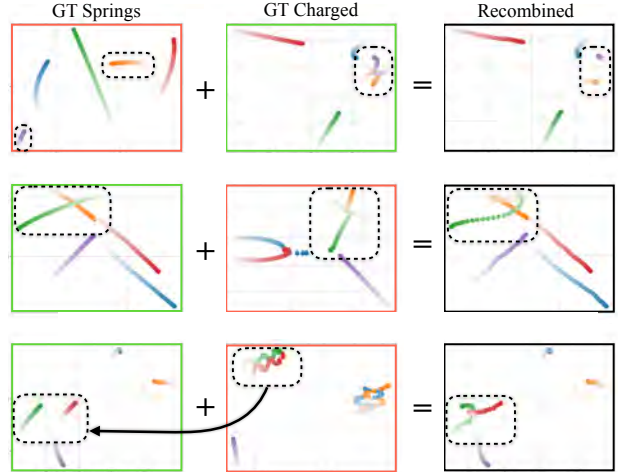 GT Springs GT Charged Recombined
+ =
+ =
+ =